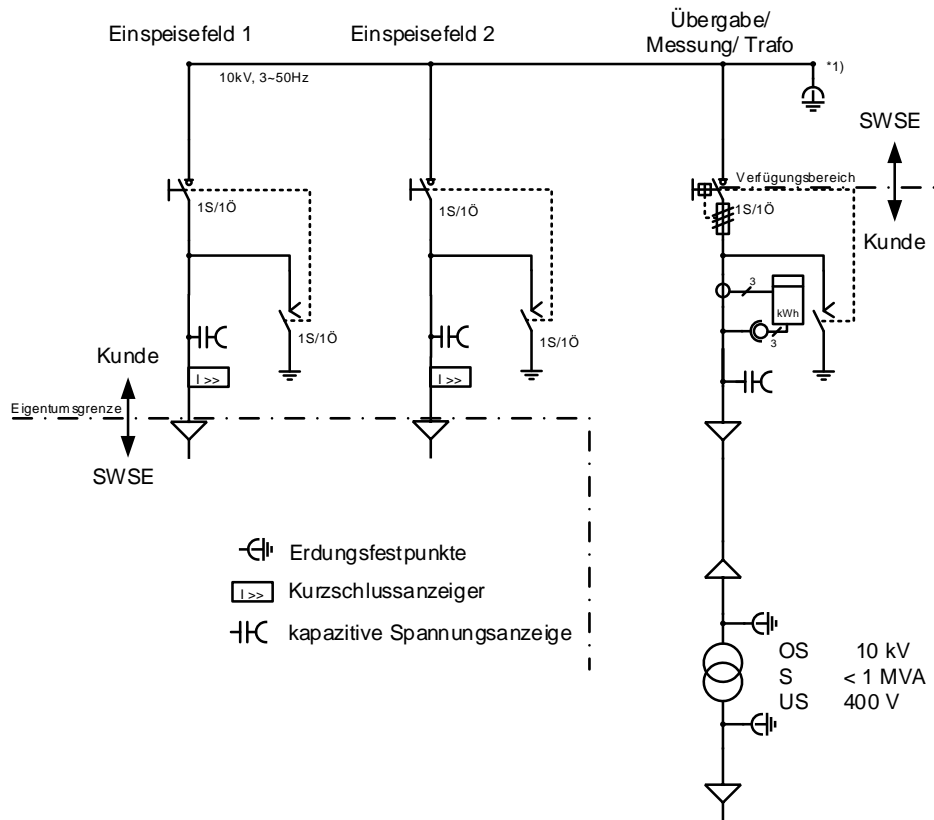 Einspeisefeld 1
Einspeisefeld 2
Übergabe/
Messung/ Trafo
10kV, 3~50Hz
*1)
SWSE
Verfügungsbereich
1S/1Ö
1S/1Ö
1S/1Ö
Kunde
3
kWh
3
1S/1Ö
1S/1Ö
Kunde
I >>
I >>
Eigentumsgrenze
SWSE
Erdungsfestpunkte
I >> Kurzschlussanzeiger
kapazitive Spannungsanzeige
OS 10 kV
S < 1 MVA
US 400 V